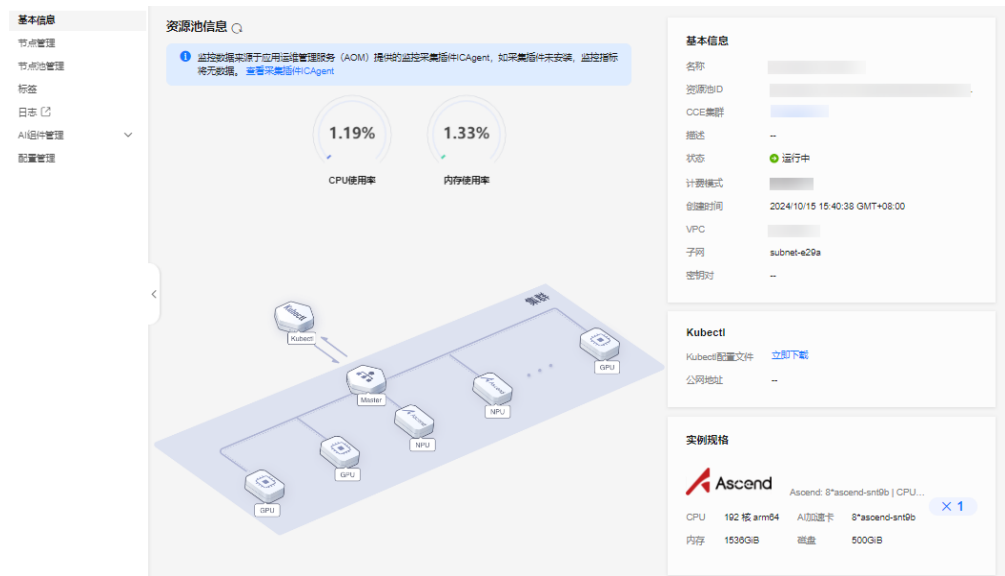 基本信息
节点管理
节点池管理
标签
日志
AI组件管理
配置管理
资源池信息
监控数据来源于应用运维管理服务（AOM）提供的监控采集插件ICAgent，如采集插件未安装，监控指标
将无数据。 查看采集插件ICAgent
1.19%
CPU使用率
1.33%
内存使用率
集群
Kubectl
Kubectl
Master
GPU
Ascend
NPU
Ascend
NPU
GPU
GPU
基本信息
名称
资源池ID
CCE集群
描述 --
状态 运行中
计费模式
创建时间 2024/10/15 15:40:38 GMT+08:00
VPC
子网 subnet-e29a
密钥对 --
Kubectl
Kubectl配置文件 立即下载
公网地址 --
实例规格
Ascend Ascend: 8*ascend-snt9b | CPU...
× 1
CPU 192 核 arm64 AI加速卡 8*ascend-snt9b
内存 1536GiB 磁盘 500GiB